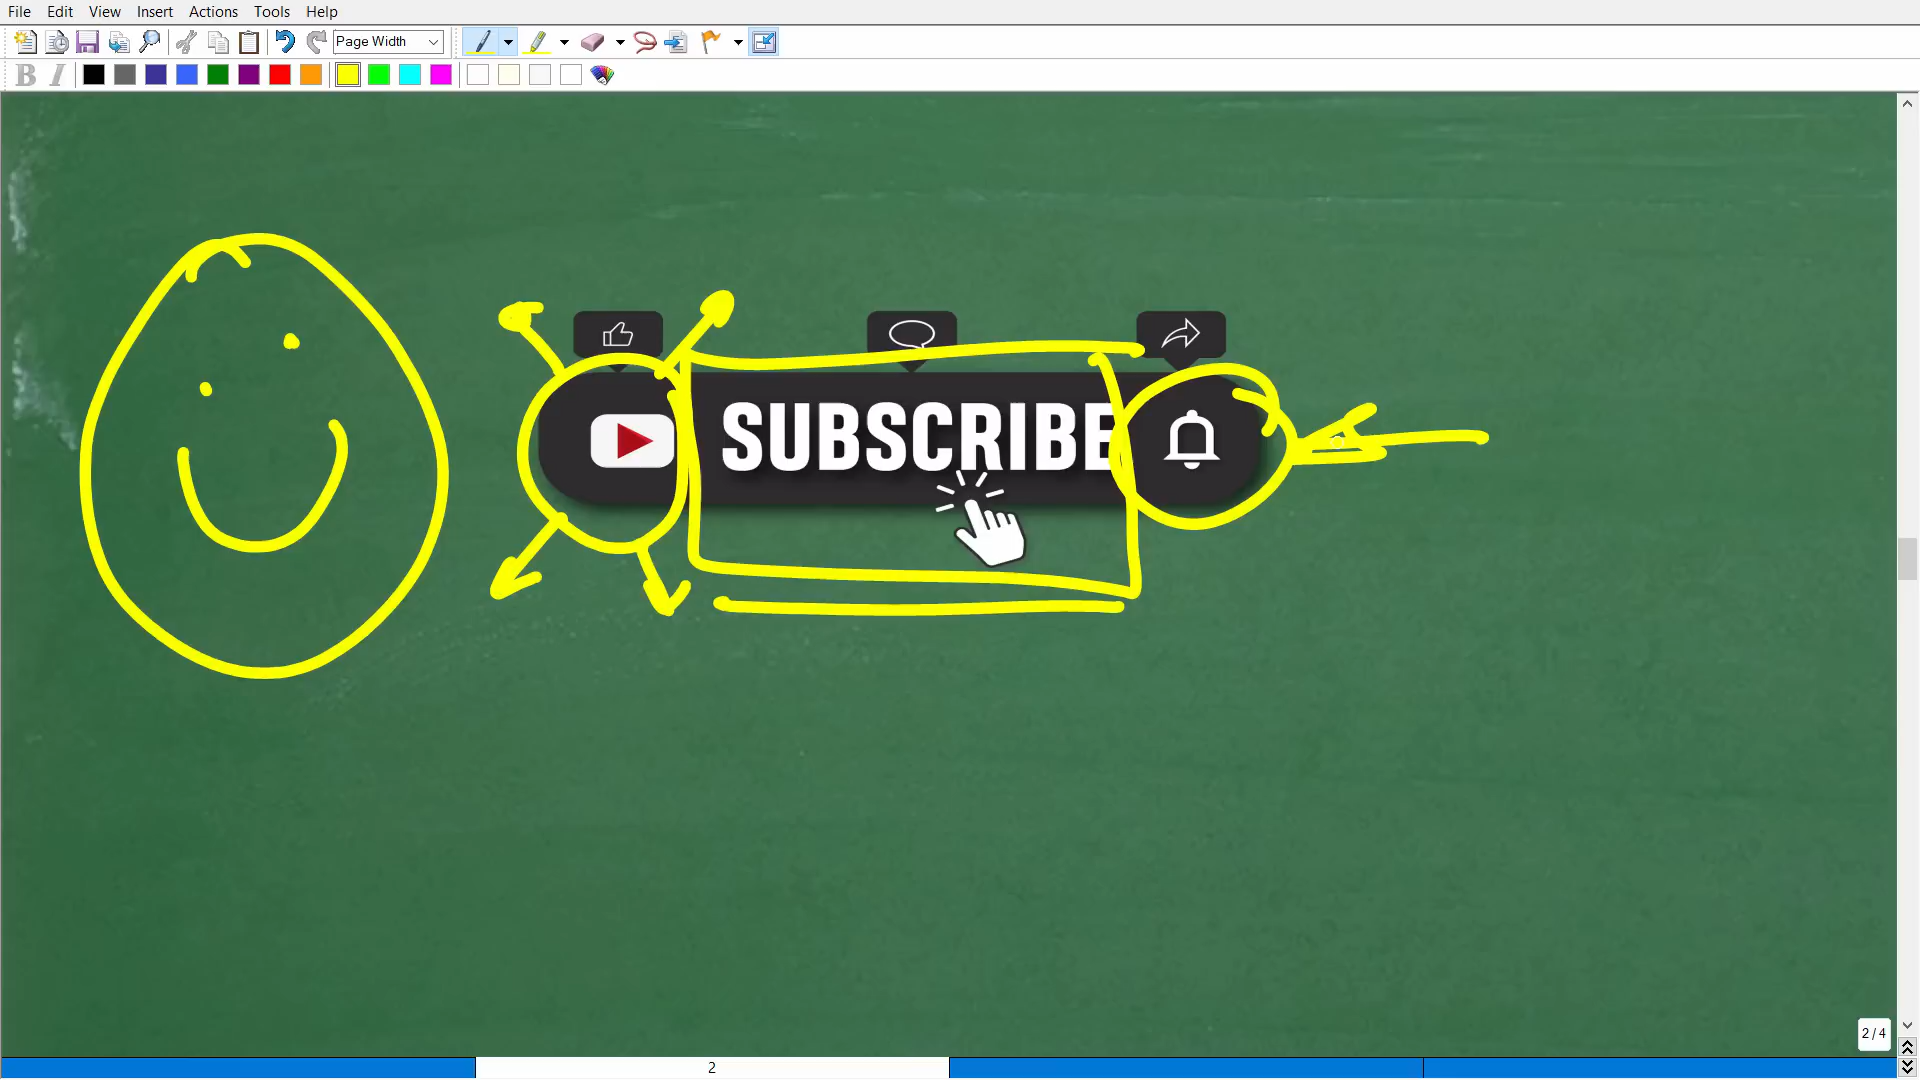 File Edit View Insert Actions Tools Help
Page Width
B I
SUBSCRIBE
2 / 4
2